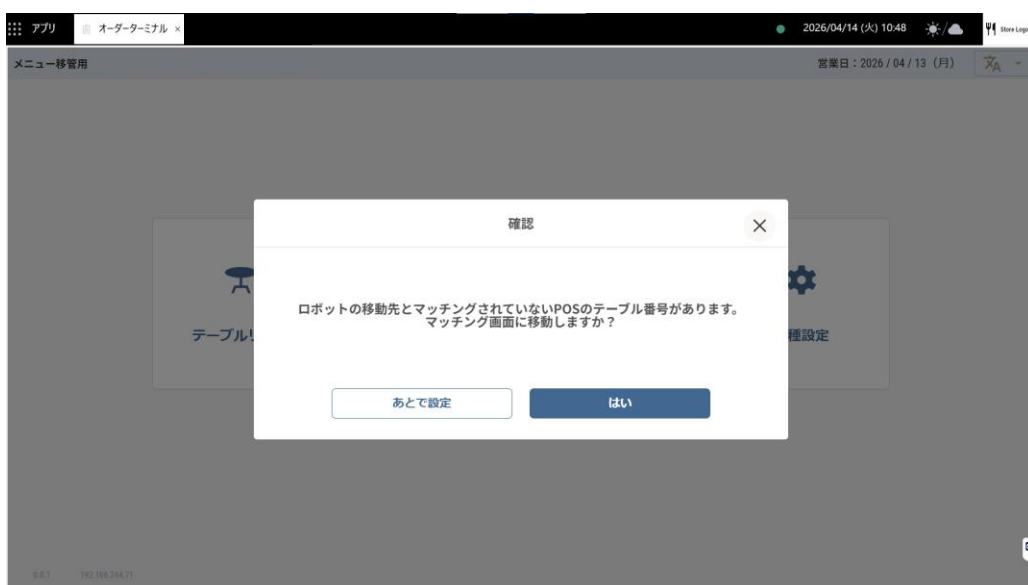 アプリ
オーダーターミナル ×
2026/04/14 (火) 10:48
Store Logo
メニュー移管用
営業日：2026 / 04 / 13（月）
確認
ロボットの移動先とマッチングされていないPOSのテーブル番号があります。
マッチング画面に移動しますか？
テーブルリ
種設定
あとで設定
はい
0.0.1